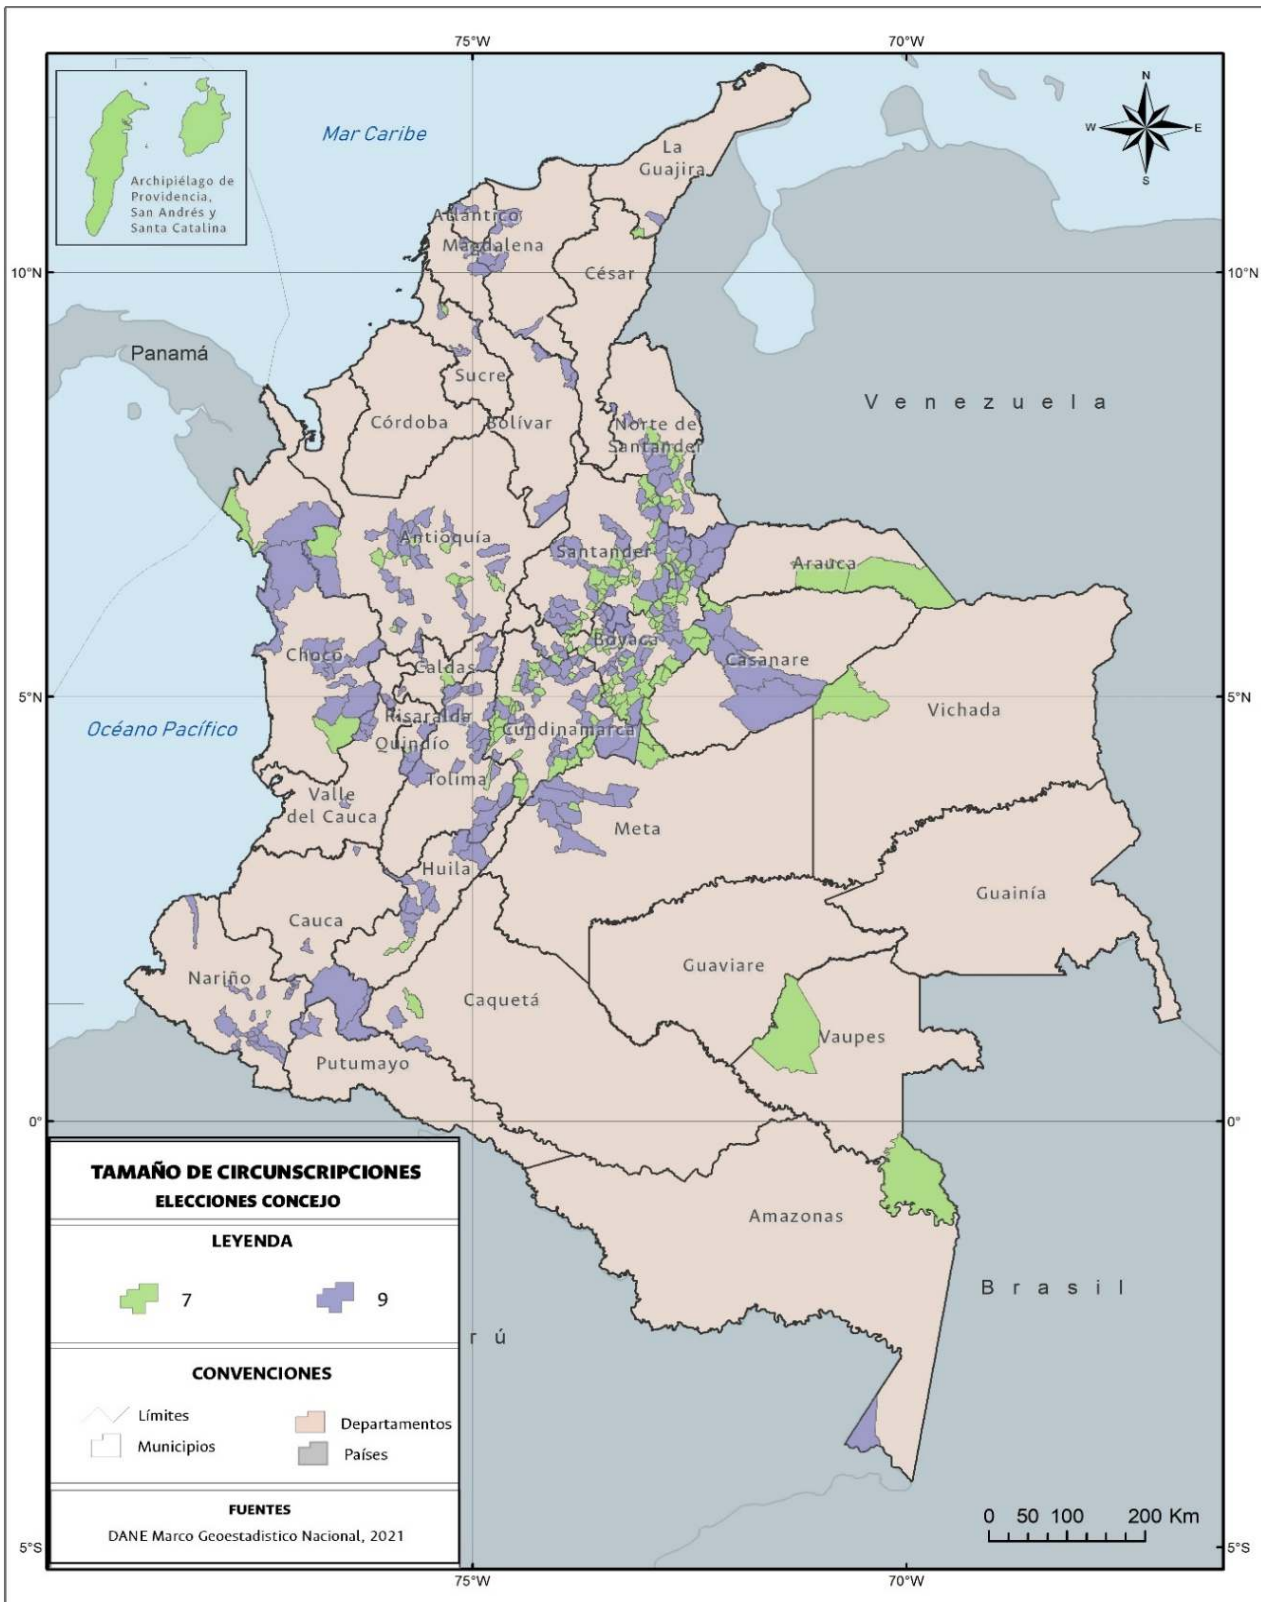 75°W
70°W
Mar Caribe
N
W
E
S
La
Guajira
Archipiélago de
Providencia,
San Andrés y
Santa Catalina
Atlántico
Magdalena
10°N
César
10°N
Panamá
Sucre
Venezuela
Córdoba
Bolívar
Norte de
Santander
Antioquía
Santander
Arauca
Chocó
Boyacá
Caldas
Casanare
5°N
5°N
Vichada
Océano Pacífico
Risaralda
Cundinamarca
Quindío
Tolima
Valle
del Cauca
Meta
Huila
Guainía
Cauca
Guaviare
Nariño
Caquetá
Vaupes
Putumayo
0°
0°
TAMAÑO DE CIRCUNSCRIPCIONES
ELECCIONES CONCEJO
Amazonas
LEYENDA
7
9
Brasil
rú
CONVENCIONES
Límites
Departamentos
Municipios
Países
FUENTES
DANE Marco Geoestadistico Nacional, 2021
0 50 100 200 Km
5°S
5°S
75°W
70°W